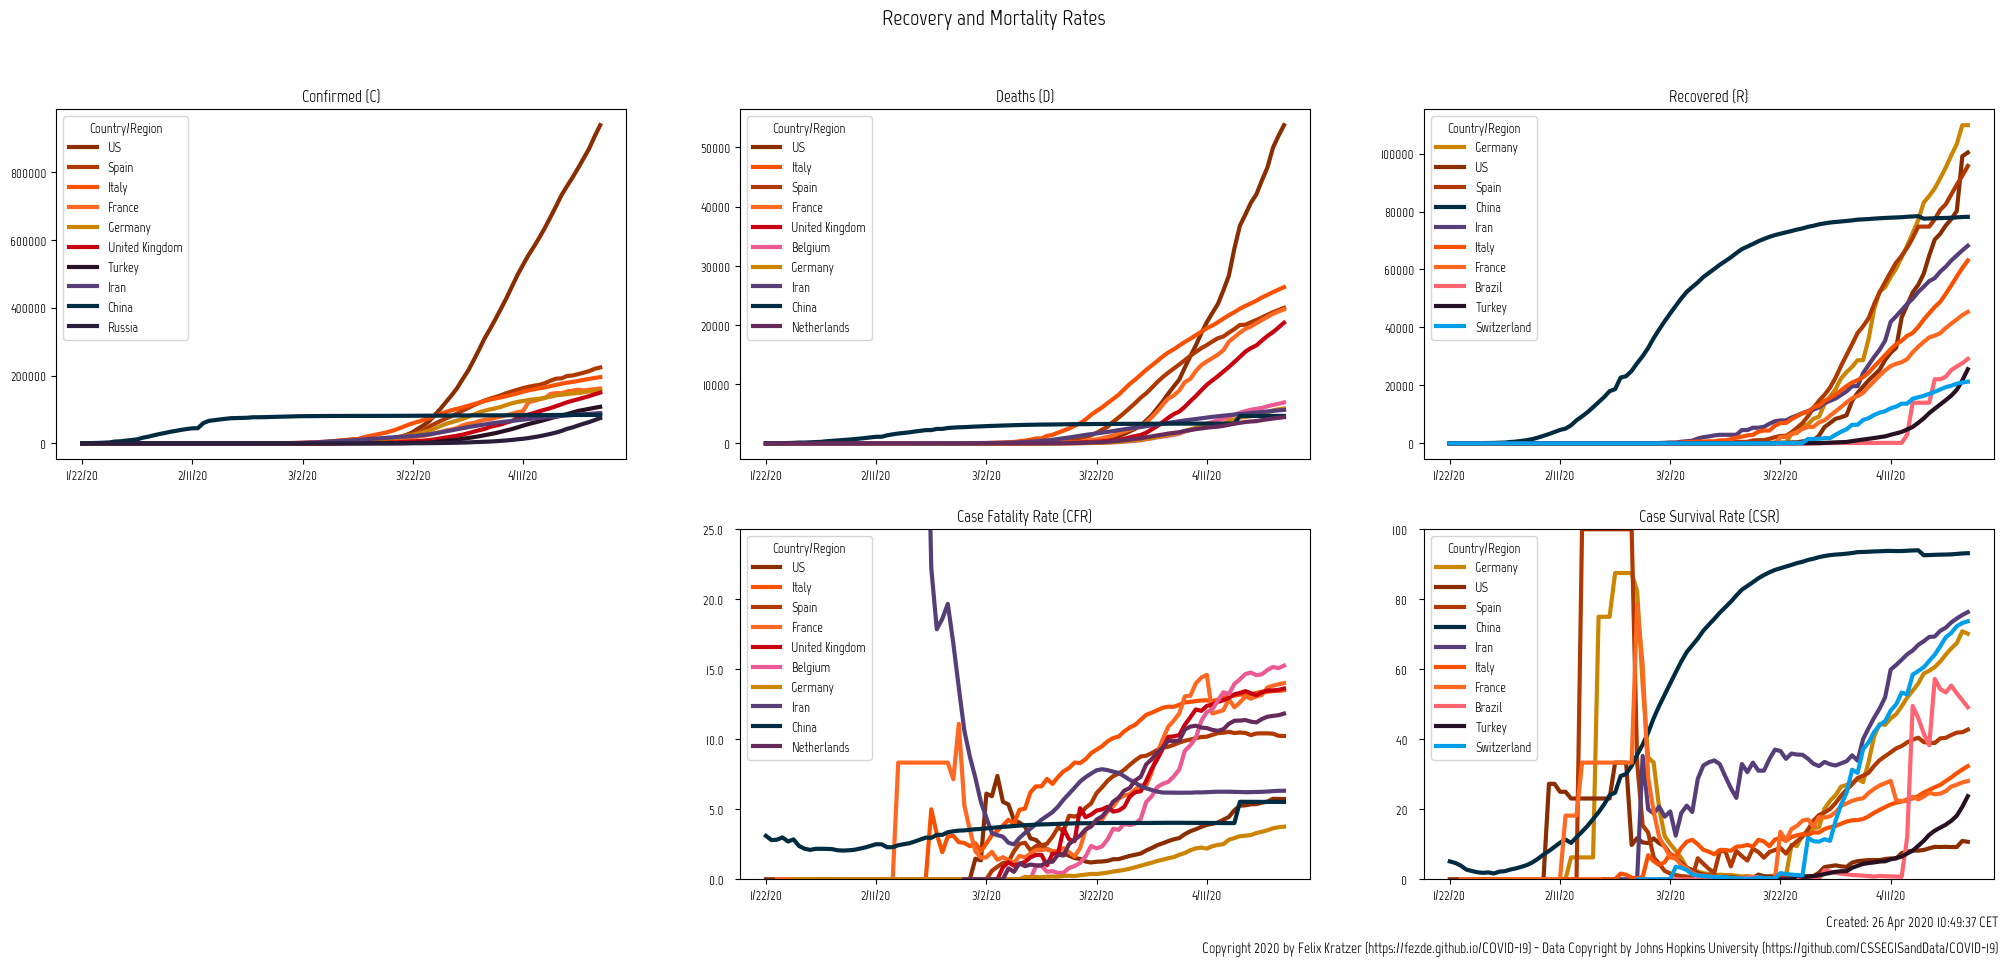 Recovery and Mortality Rates
Confirmed (C)
Country/Region
US
Spain
Italy
France
Germany
United Kingdom
Turkey
Iran
China
Russia
800000
600000
400000
200000
0
1/22/20 2/11/20 3/2/20 3/22/20 4/11/20
Deaths (D)
Country/Region
US
Italy
Spain
France
United Kingdom
Belgium
Germany
Iran
China
Netherlands
50000
40000
30000
20000
10000
0
1/22/20 2/11/20 3/2/20 3/22/20 4/11/20
Recovered (R)
Country/Region
Germany
US
Spain
China
Iran
Italy
France
Brazil
Turkey
Switzerland
100000
80000
60000
40000
20000
0
1/22/20 2/11/20 3/2/20 3/22/20 4/11/20
Case Fatality Rate (CFR)
Country/Region
US
Italy
Spain
France
United Kingdom
Belgium
Germany
Iran
China
Netherlands
25.0
20.0
15.0
10.0
5.0
0.0
1/22/20 2/11/20 3/2/20 3/22/20 4/11/20
Case Survival Rate (CSR)
Country/Region
Germany
US
Spain
China
Iran
Italy
France
Brazil
Turkey
Switzerland
100
80
60
40
20
0
1/22/20 2/11/20 3/2/20 3/22/20 4/11/20
Created: 26 Apr 2020 10:49:37 CET
Copyright 2020 by Felix Kratzer (https://fezde.github.io/COVID-19) - Data Copyright by Johns Hopkins University (https://github.com/CSSEGISandData/COVID-19)